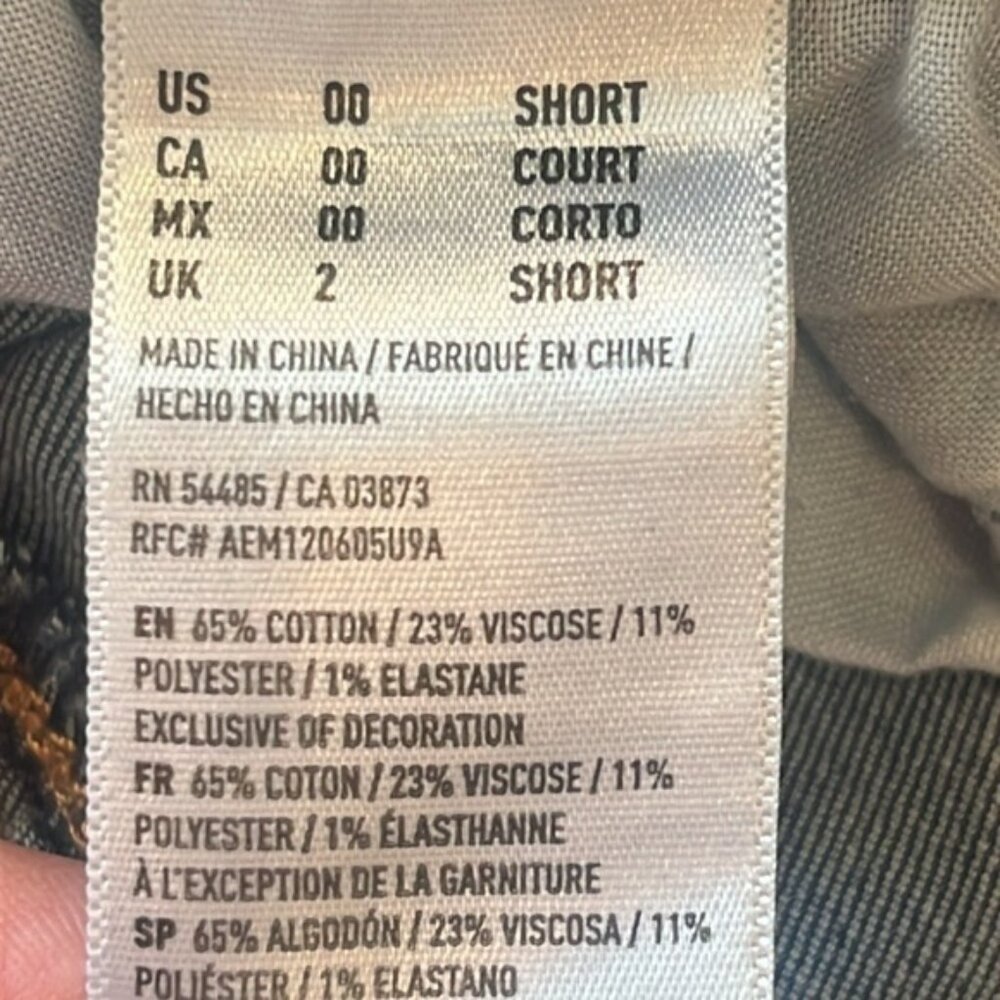 US 00 SHORT
CA 00 COURT
MX 00 CORTO
UK 2 SHORT
MADE IN CHINA / FABRIQUÉ EN CHINE /
HECHO EN CHINA
RN 54485 / CA 03873
RFC# AEM120605U9A
EN 65% COTTON / 23% VISCOSE / 11%
POLYESTER / 1% ELASTANE
EXCLUSIVE OF DECORATION
FR 65% COTON / 23% VISCOSE / 11%
POLYESTER / 1% ÉLASTHANNE
À L'EXCEPTION DE LA GARNITURE
SP 65% ALGODÓN / 23% VISCOSA / 11%
POLIÉSTER / 1% ELASTANO